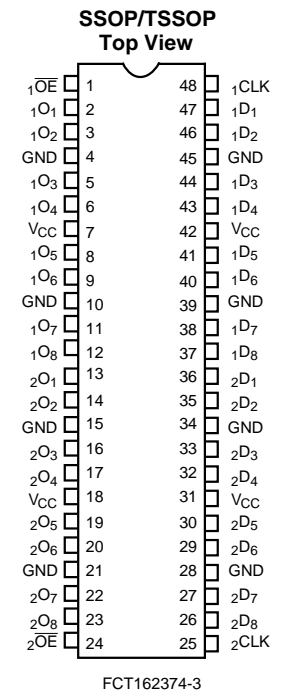 SSOP/TSSOP
Top View
1OE 1 48 1CLK
1O1 2 47 1D1
1O2 3 46 1D2
GND 4 45 GND
1O3 5 44 1D3
1O4 6 43 1D4
VCC 7 42 VCC
1O5 8 41 1D5
1O6 9 40 1D6
GND 10 39 GND
1O7 11 38 1D7
1O8 12 37 1D8
2O1 13 36 2D1
2O2 14 35 2D2
GND 15 34 GND
2O3 16 33 2D3
2O4 17 32 2D4
VCC 18 31 VCC
2O5 19 30 2D5
2O6 20 29 2D6
GND 21 28 GND
2O7 22 27 2D7
2O8 23 26 2D8
2OE 24 25 2CLK
FCT162374-3